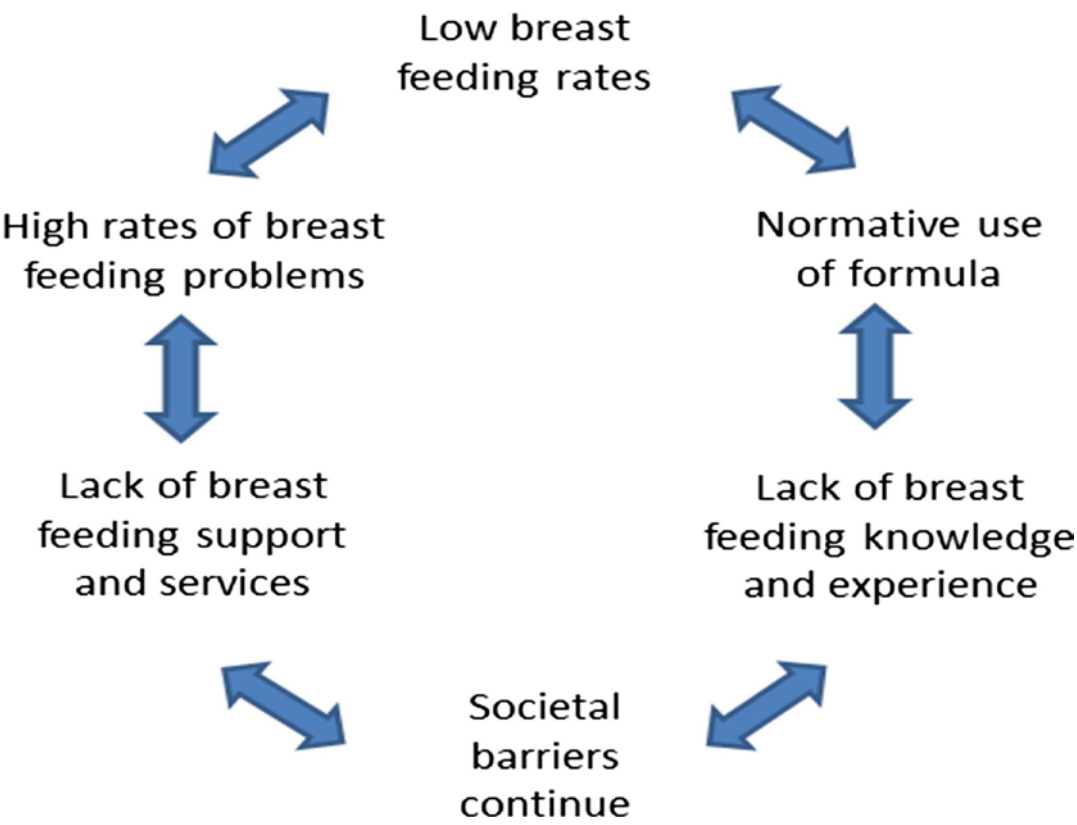 Low breast
feeding rates
High rates of breast
feeding problems
Normative use
of formula
Lack of breast
feeding support
and services
Lack of breast
feeding knowledge
and experience
Societal
barriers
continue